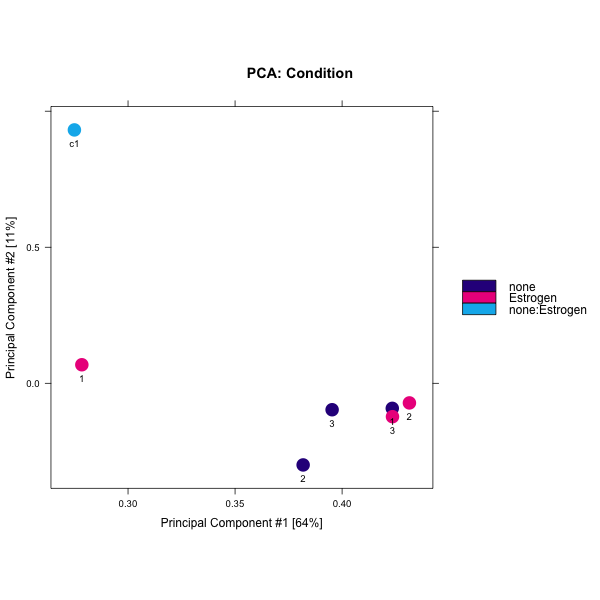 PCA: Condition
c1
0.5
none
Estrogen
none:Estrogen
1
0.0
2
3
3
2
0.30
0.35
0.40
Principal Component #1 [64%]
Principal Component #2 [11%]